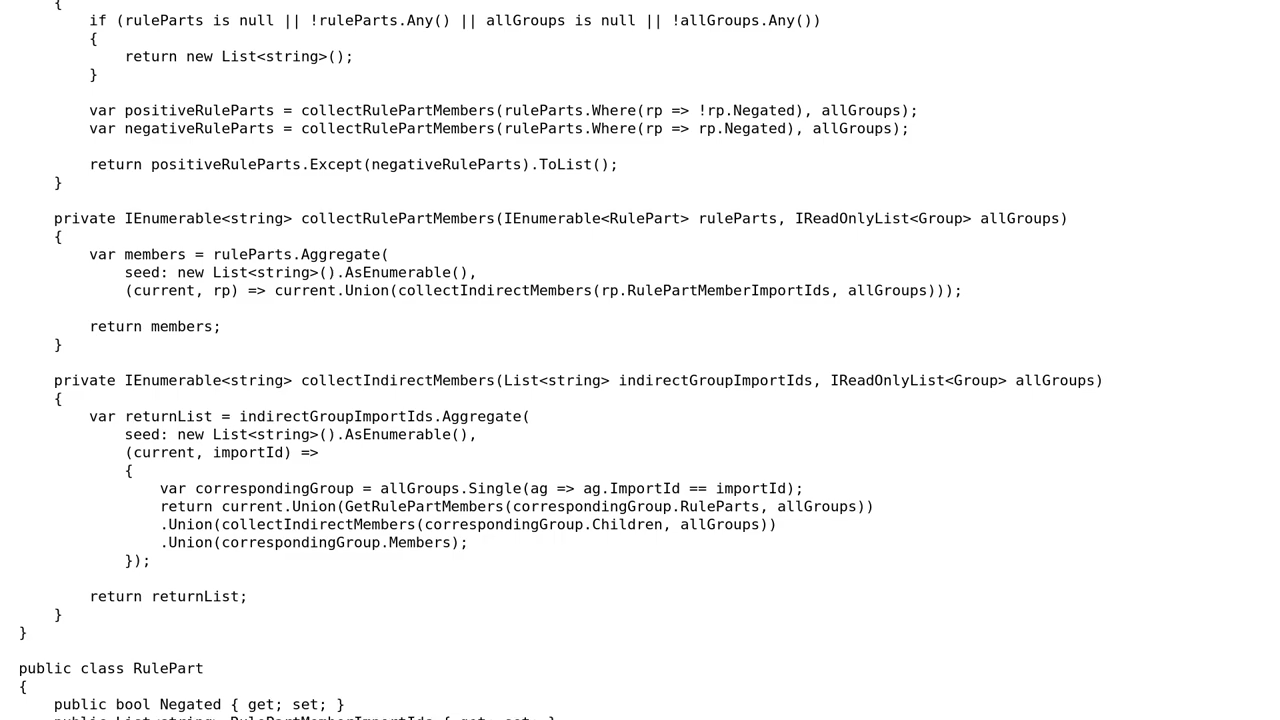 {
if (ruleParts is null || !ruleParts.Any() || allGroups is null || !allGroups.Any())
{
return new List<string>();
}
var positiveRuleParts = collectRulePartMembers(ruleParts.Where(rp => !rp.Negated), allGroups);
var negativeRuleParts = collectRulePartMembers(ruleParts.Where(rp => rp.Negated), allGroups);
return positiveRuleParts.Except(negativeRuleParts).ToList();
}
private IEnumerable<string> collectRulePartMembers(IEnumerable<RulePart> ruleParts, IReadOnlyList<Group> allGroups)
{
var members = ruleParts.Aggregate(
seed: new List<string>().AsEnumerable(),
(current, rp) => current.Union(collectIndirectMembers(rp.RulePartMemberImportIds, allGroups)));
return members;
}
private IEnumerable<string> collectIndirectMembers(List<string> indirectGroupImportIds, IReadOnlyList<Group> allGroups)
{
var returnList = indirectGroupImportIds.Aggregate(
seed: new List<string>().AsEnumerable(),
(current, importId) =>
{
var correspondingGroup = allGroups.Single(ag => ag.ImportId == importId);
return current.Union(GetRulePartMembers(correspondingGroup.RuleParts, allGroups))
.Union(collectIndirectMembers(correspondingGroup.Children, allGroups))
.Union(correspondingGroup.Members);
});
return returnList;
}
}
public class RulePart
{
public bool Negated { get; set; }
public List<string> RulePartMemberImportIds { get; set; }